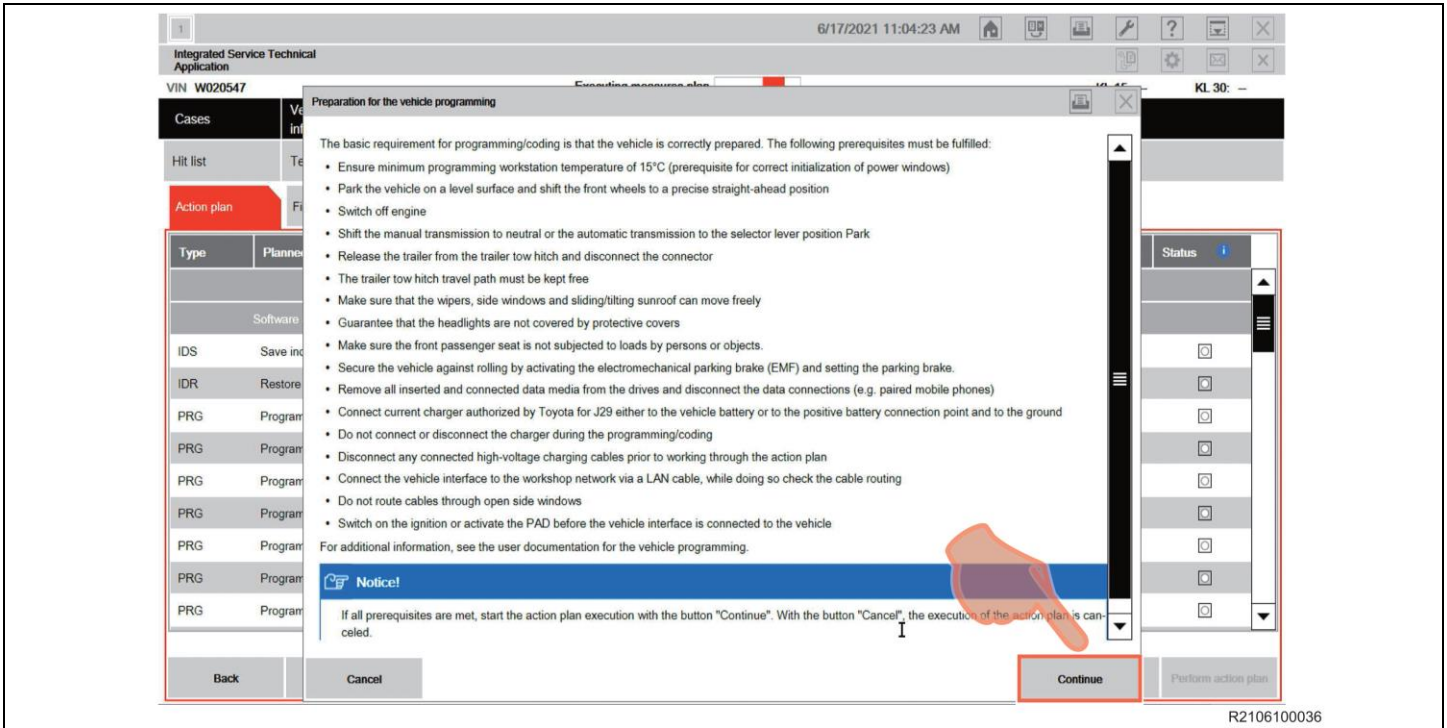 1
6/17/2021 11:04:23 AM
?
Integrated Service Technical
Application
VIN W020547
KL 30: –
Preparation for the vehicle programming
Cases
Hit list
Action plan
The basic requirement for programming/coding is that the vehicle is correctly prepared. The following prerequisites must be fulfilled:
• Ensure minimum programming workstation temperature of 15°C (prerequisite for correct initialization of power windows)
• Park the vehicle on a level surface and shift the front wheels to a precise straight-ahead position
• Switch off engine
• Shift the manual transmission to neutral or the automatic transmission to the selector lever position Park
• Release the trailer from the trailer tow hitch and disconnect the connector
• The trailer tow hitch travel path must be kept free
• Make sure that the wipers, side windows and sliding/tilting sunroof can move freely
• Guarantee that the headlights are not covered by protective covers
• Make sure the front passenger seat is not subjected to loads by persons or objects.
• Secure the vehicle against rolling by activating the electromechanical parking brake (EMF) and setting the parking brake.
• Remove all inserted and connected data media from the drives and disconnect the data connections (e.g. paired mobile phones)
• Connect current charger authorized by Toyota for J29 either to the vehicle battery or to the positive battery connection point and to the ground
• Do not connect or disconnect the charger during the programming/coding
• Disconnect any connected high-voltage charging cables prior to working through the action plan
• Connect the vehicle interface to the workshop network via a LAN cable, while doing so check the cable routing
• Do not route cables through open side windows
• Switch on the ignition or activate the PAD before the vehicle interface is connected to the vehicle
For additional information, see the user documentation for the vehicle programming.
Notice!
If all prerequisites are met, start the action plan execution with the button "Continue". With the button "Cancel", the execution of the action plan is can-
celed.
Type
Status i
Software
IDS Save
IDR Restore
PRG
PRG
PRG
PRG
PRG
PRG
PRG
Back
Cancel
Continue
Perform action plan
R2106100036